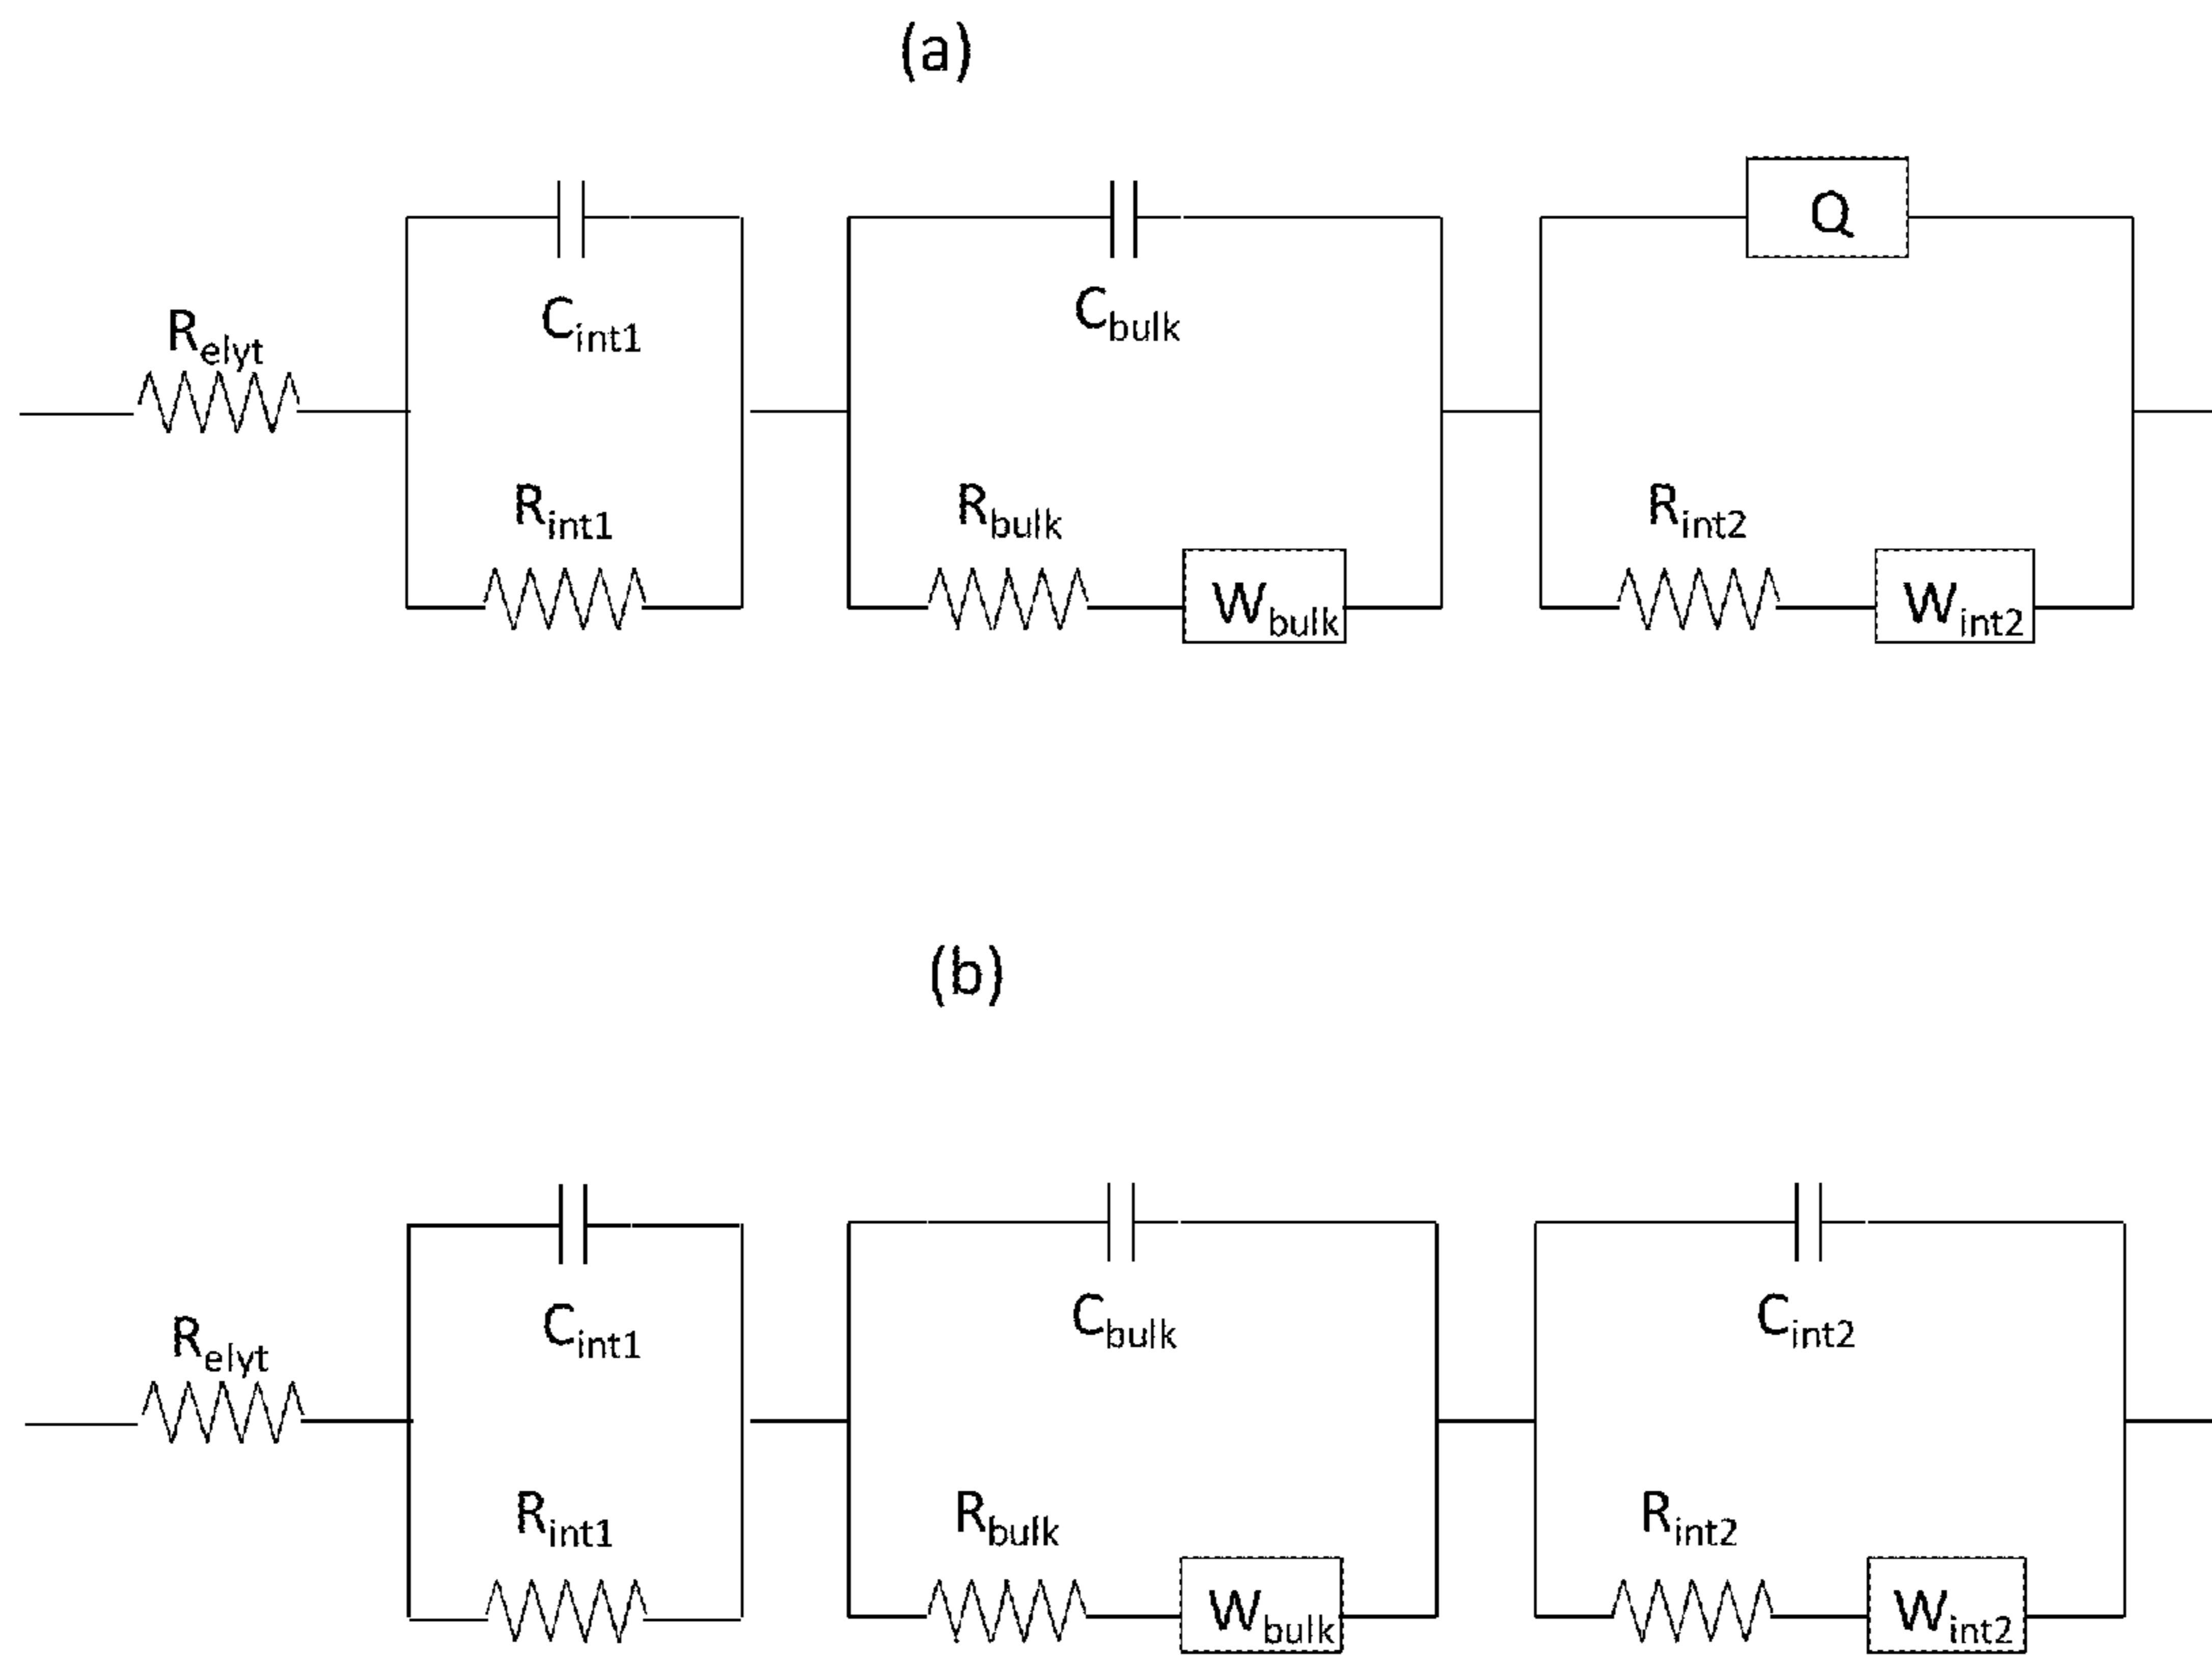 (a)
Q
C_int1
C_bulk
R_elyt
R_int1
R_bulk
R_int2
W_bulk
W_int2
(b)
C_int1
C_bulk
C_int2
R_elyt
R_int1
R_bulk
R_int2
W_bulk
W_int2